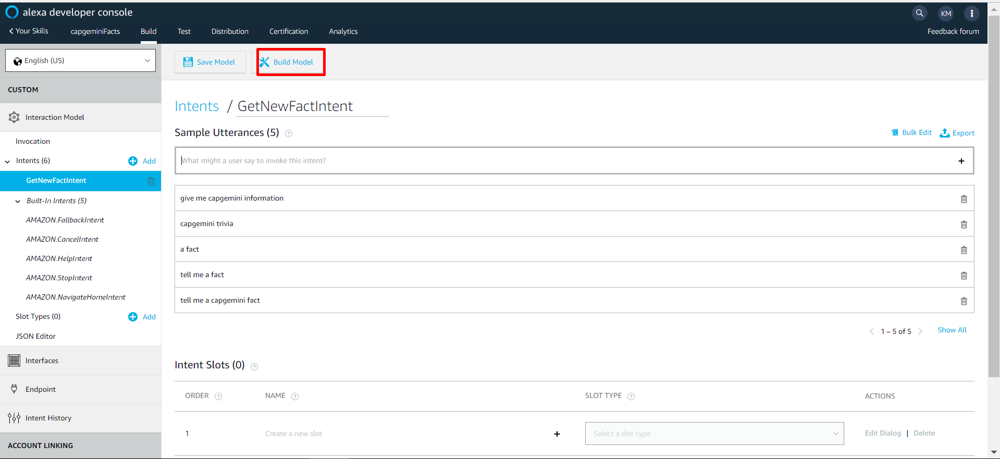 alexa developer console
KM
Your Skills
capgeminiFacts
Build
Test
Distribution
Certification
Analytics
Feedback forum
English (US)
Save Model
Build Model
CUSTOM
Interaction Model
Invocation
Intents (6)
Add
GetNewFactIntent
Built-In Intents (5)
AMAZON.FallbackIntent
AMAZON.CancelIntent
AMAZON.HelpIntent
AMAZON.StopIntent
AMAZON.NavigateHomeIntent
Slot Types (0)
Add
JSON Editor
Interfaces
Endpoint
Intent History
ACCOUNT LINKING
Intents / GetNewFactIntent
Sample Utterances (5) ?
Bulk Edit
Export
What might a user say to invoke this intent?
give me capgemini information
capgemini trivia
a fact
tell me a fact
tell me a capgemini fact
1 – 5 of 5
Show All
Intent Slots (0) ?
ORDER ?
NAME ?
SLOT TYPE ?
ACTIONS
1
Create a new slot
Select a slot type
Edit Dialog | Delete